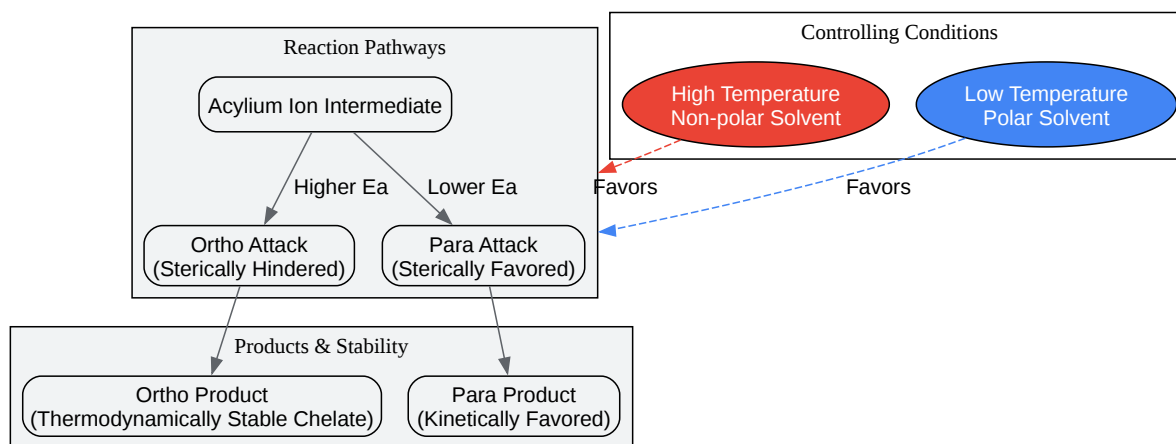 Controlling Conditions
High Temperature
Non-polar Solvent
Low Temperature
Polar Solvent
Reaction Pathways
Acylium Ion Intermediate
Higher Ea
Lower Ea
Favors
Favors
Ortho Attack
(Sterically Hindered)
Para Attack
(Sterically Favored)
Products & Stability
Ortho Product
(Thermodynamically Stable Chelate)
Para Product
(Kinetically Favored)